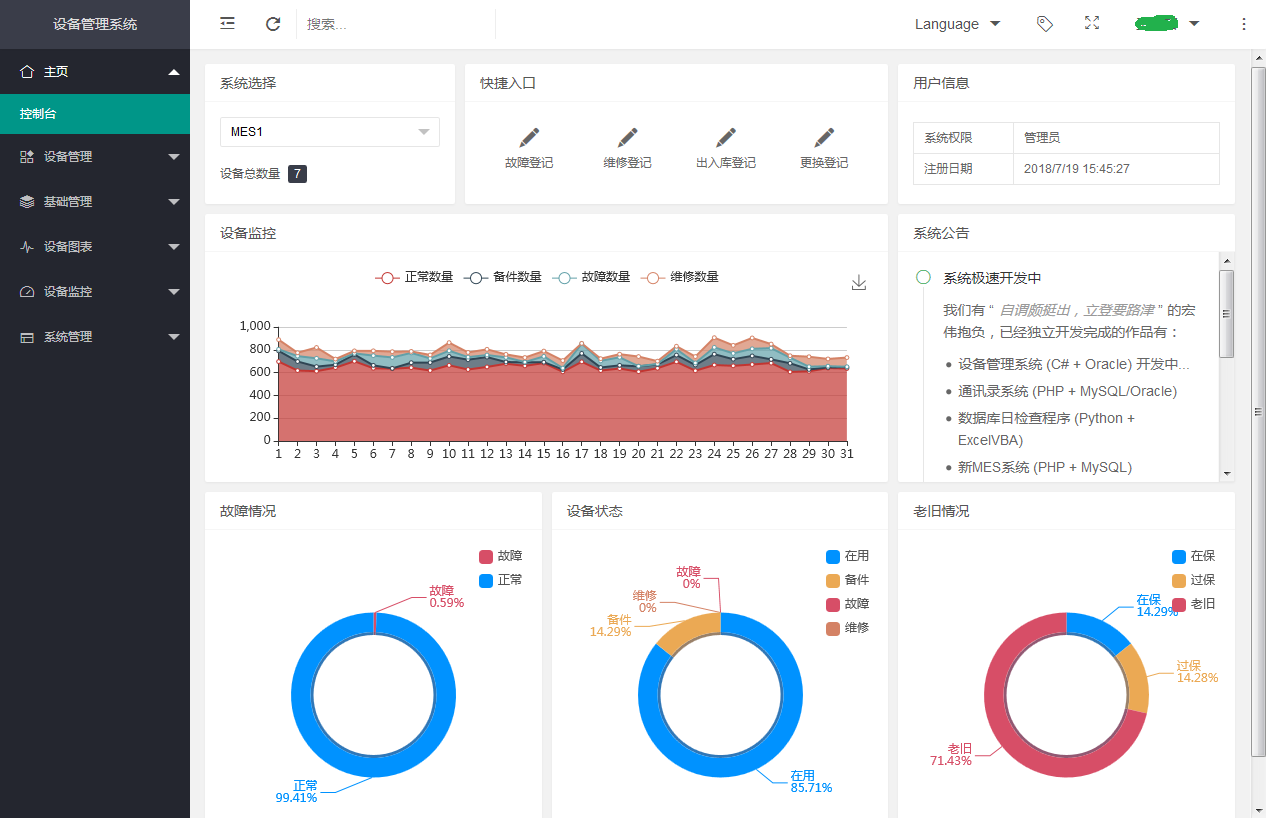 设备管理系统
搜索...
Language
主页
控制台
设备管理
基础管理
设备图表
设备监控
系统管理
系统选择
MES1
设备总数量 7
快捷入口
故障登记 维修登记 出入库登记 更换登记
用户信息
系统权限 管理员
注册日期 2018/7/19 15:45:27
设备监控
正常数量 备件数量 故障数量 维修数量
1,000
800
600
400
200
0
1 2 3 4 5 6 7 8 9 10 11 12 13 14 15 16 17 18 19 20 21 22 23 24 25 26 27 28 29 30 31
系统公告
系统极速开发中
我们有 “ 自谓颇挺出，立登要路津 ” 的宏
伟抱负，已经独立开发完成的作品有：
设备管理系统 (C# + Oracle) 开发中...
通讯录系统 (PHP + MySQL/Oracle)
数据库日检查程序 (Python +
ExcelVBA)
新MES系统 (PHP + MySQL)
故障情况
故障
正常
故障
0.59%
正常
99.41%
设备状态
在用
备件
故障
维修
故障
0%
维修
0%
备件
14.29%
在用
85.71%
老旧情况
在保
过保
老旧
在保
14.29%
过保
14.28%
老旧
71.43%